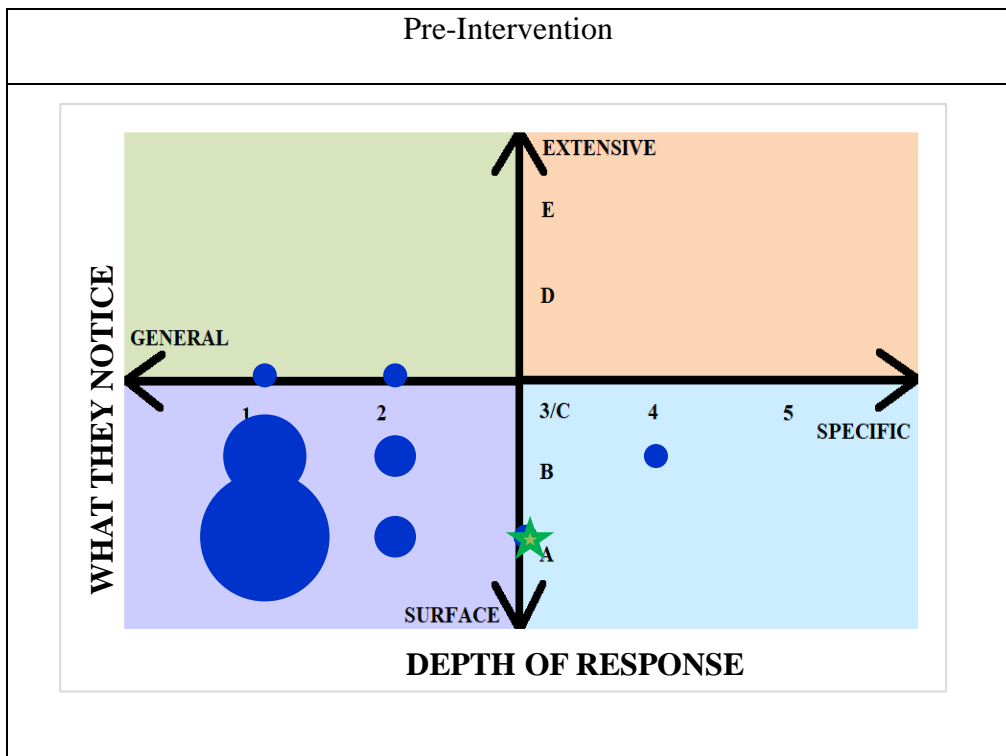 Pre-Intervention
EXTENSIVE
E
D
GENERAL
1
2
3/C
4
5
SPECIFIC
B
A
SURFACE
WHAT THEY NOTICE
DEPTH OF RESPONSE